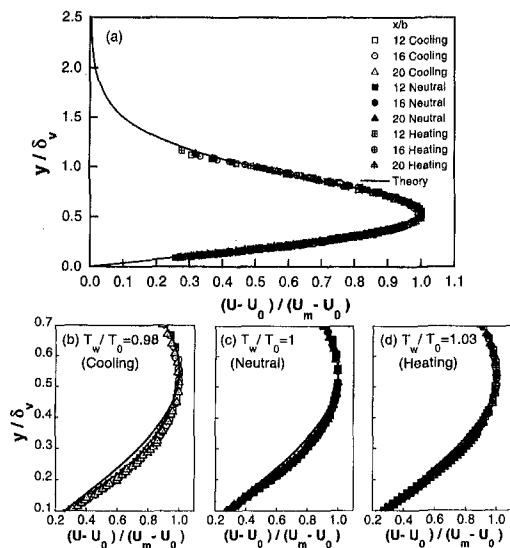 (a)
x/b
12 Cooling
16 Cooling
20 Cooling
12 Neutral
16 Neutral
20 Neutral
12 Heating
16 Heating
20 Heating
Theory
y / δv
2.5
2.0
1.5
1.0
0.5
0.0
0.0 0.1 0.2 0.3 0.4 0.5 0.6 0.7 0.8 0.9 1.0 1.1
(U- U0) / (Um- U0)
(b) Tw/T0=0.98
(Cooling)
(c) Tw/T0=1
(Neutral)
(d) Tw/T0=1.03
(Heating)
y / δv
0.7
0.6
0.5
0.4
0.3
0.2
0.1
0.4 0.6 0.8 1.0
0.4 0.6 0.8 1.0
0.4 0.6 0.8 1.0
(U- U0) / (Um- U0)
(U- U0) / (Um- U0)
(U- U0) / (Um- U0)